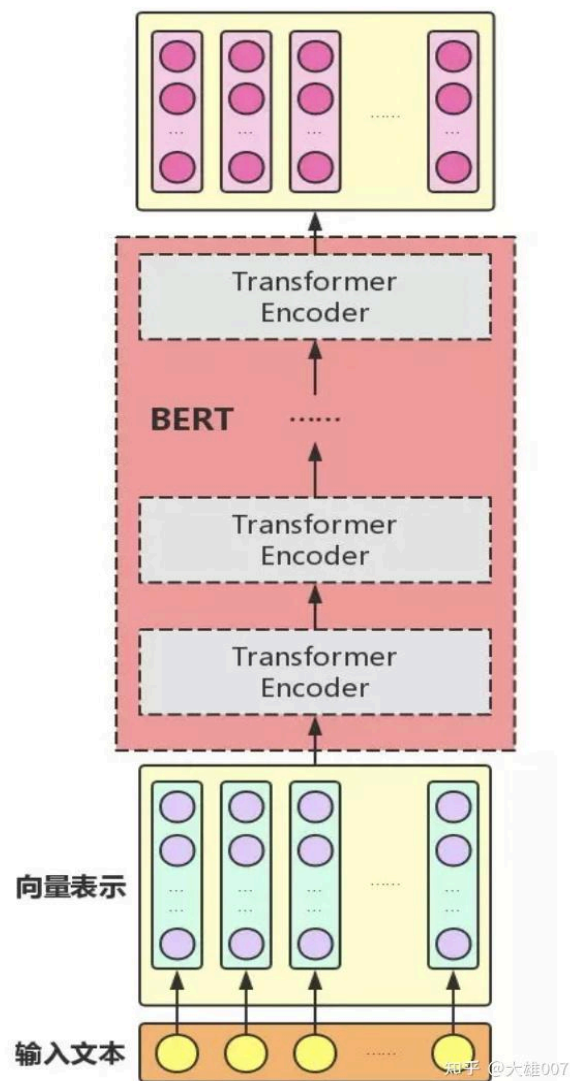 Transformer
Encoder
BERT
……
Transformer
Encoder
Transformer
Encoder
向量表示
输入文本
知乎 @大雄007